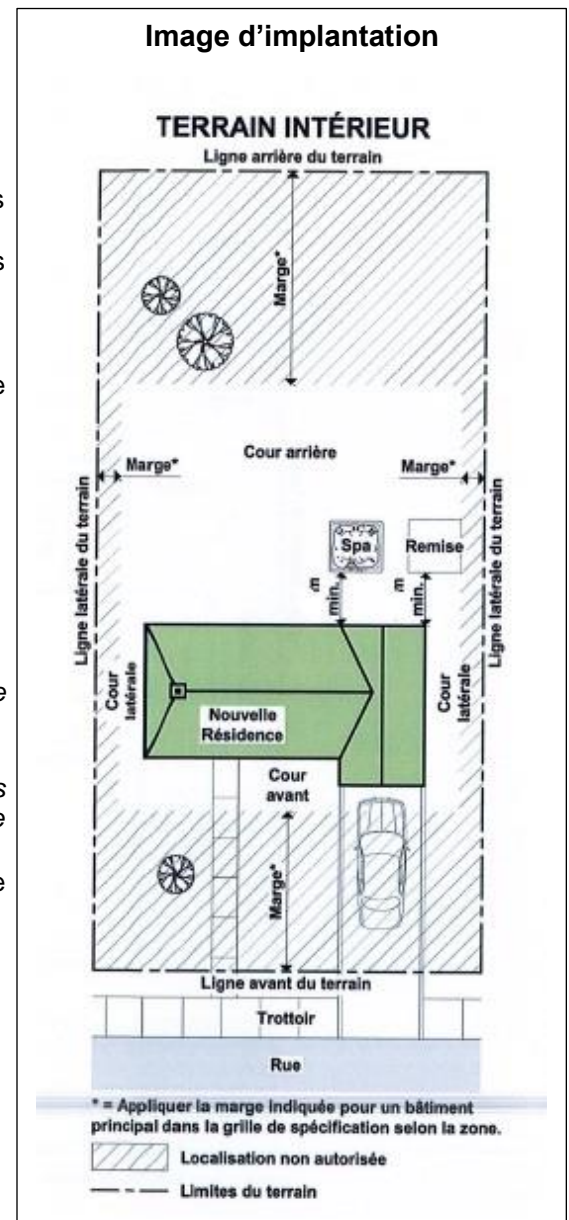 Image d'implantation
TERRAIN INTÉRIEUR
Ligne arrière du terrain
Marge*
Cour arrière
Marge*
Marge*
Ligne latérale du terrain
Ligne latérale du terrain
Spa
Remise
m
min.
m
min.
Cour
latérale
Cour
latérale
Nouvelle
Résidence
Cour
avant
Marge*
Ligne avant du terrain
Trottoir
Rue
* = Appliquer la marge indiquée pour un bâtiment
principal dans la grille de spécification selon la zone.
Localisation non autorisée
Limites du terrain